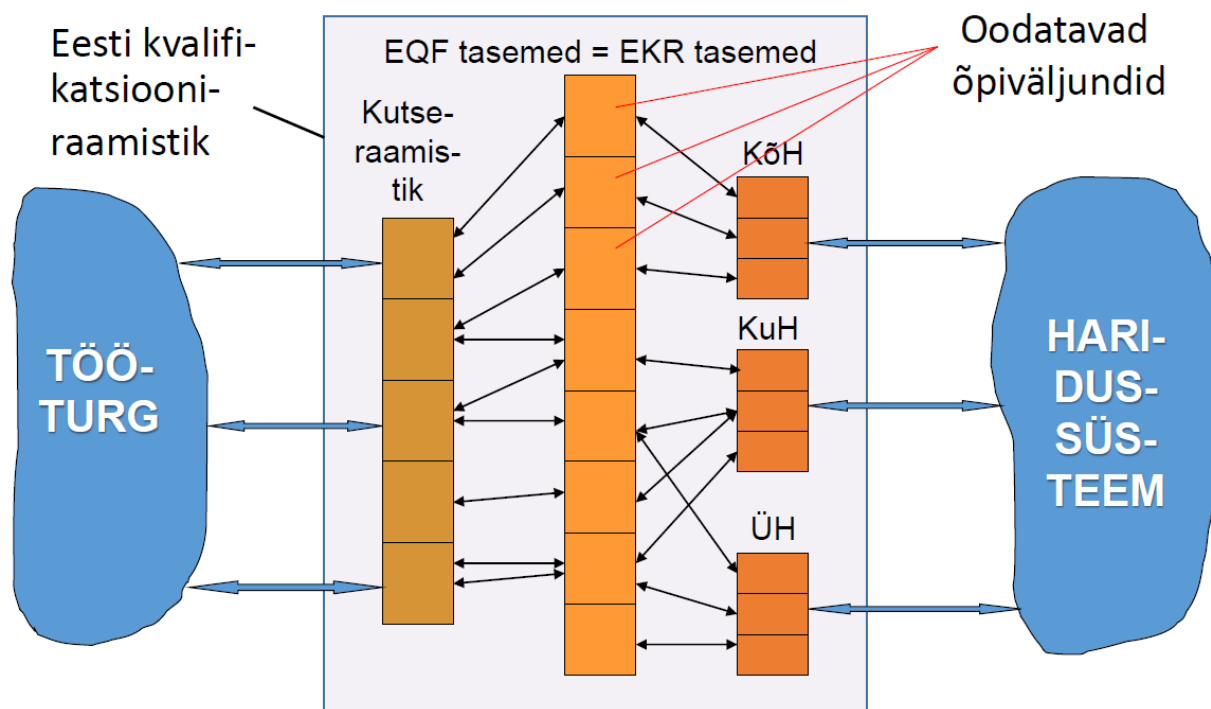 Eesti kvalifi-
katsiooni-
raamistik
EQF tasemed = EKR tasemed
Oodatavad
õpiväljundid
Kutse-
raamis-
tik
KõH
KuH
ÜH
TÖÖ-
TURG
HARI-
DUS-
SÜS-
TEEM